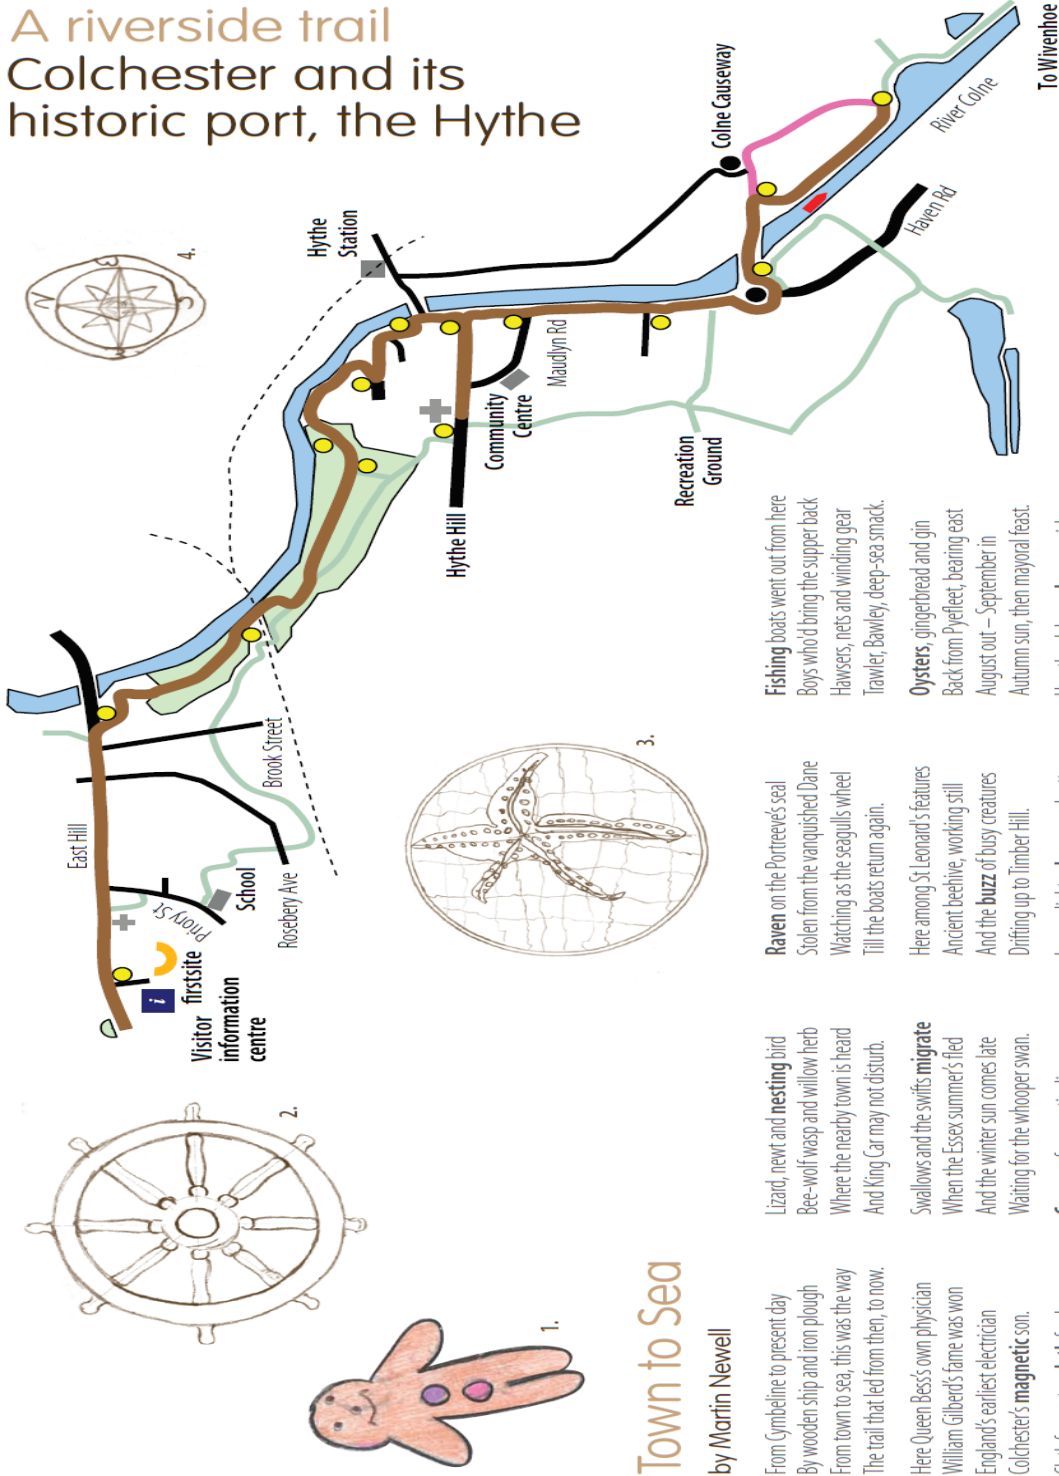 A riverside trail
Colchester and its
historic port, the Hythe
To Wivenhoe
River Colne
Colne Causeway
Haven Rd
Hythe
Station
4.
Maudlyn Rd
Community
Centre
Recreation
Ground
Hythe Hill
Brook Street
East Hill
Rosebery Ave
School
Priory St
i
firstsite
Visitor
information
centre
3.
2.
1.
N
Town to Sea
by Martin Newell
From Cymbeline to present day
By wooden ship and iron plough
From town to sea, this was the way
The trail that led from then, to now.
Here Queen Bess's own physician
William Gilberd's fame was won
England's earliest electrician
Colchester's magnetic son.
Lizard, newt and nesting bird
Bee-wolf wasp and willow herb
Where the nearby town is heard
And King Car may not disturb.
Swallows and the swifts migrate
When the Essex summer's fled
And the winter sun comes late
Waiting for the whooper swan.
Raven on the Portreeve's seal
Stolen from the vanquished Dane
Watching as the seagulls wheel
Till the boats return again.
Here among St Leonard's features
Ancient beehive, working still
And the buzz of busy creatures
Drifting up to Timber Hill.
Fishing boats went out from here
Boys who'd bring the supper back
Hawsers, nets and winding gear
Trawler, Bawley, deep-sea smack.
Oysters, gingerbread and gin
Back from Pyefleet, bearing east
August out – September in
Autumn sun, then mayoral feast.